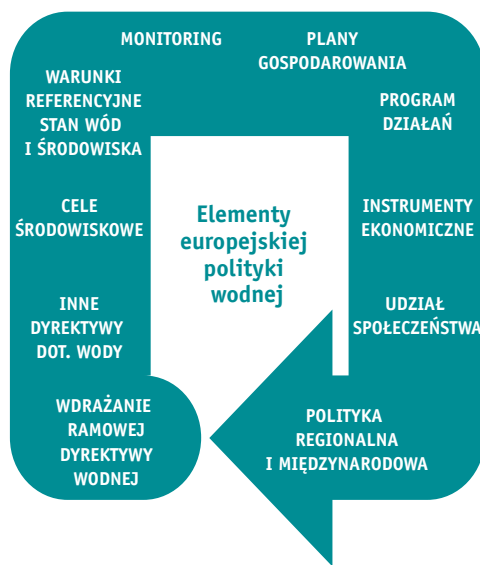 MONITORING
PLANY
GOSPODAROWANIA
WARUNKI
REFERENCYJNE
STAN WÓD
I ŚRODOWISKA
PROGRAM
DZIAŁAŃ
CELE
ŚRODOWISKOWE
Elementy
europejskiej
polityki
wodnej
INSTRUMENTY
EKONOMICZNE
INNE
DYREKTYWY
DOT. WODY
UDZIAŁ
SPOŁECZEŃSTWA
WDRAŻANIE
RAMOWEJ
DYREKTYWY
WODNEJ
POLITYKA
REGIONALNA
I MIĘDZYNARODOWA